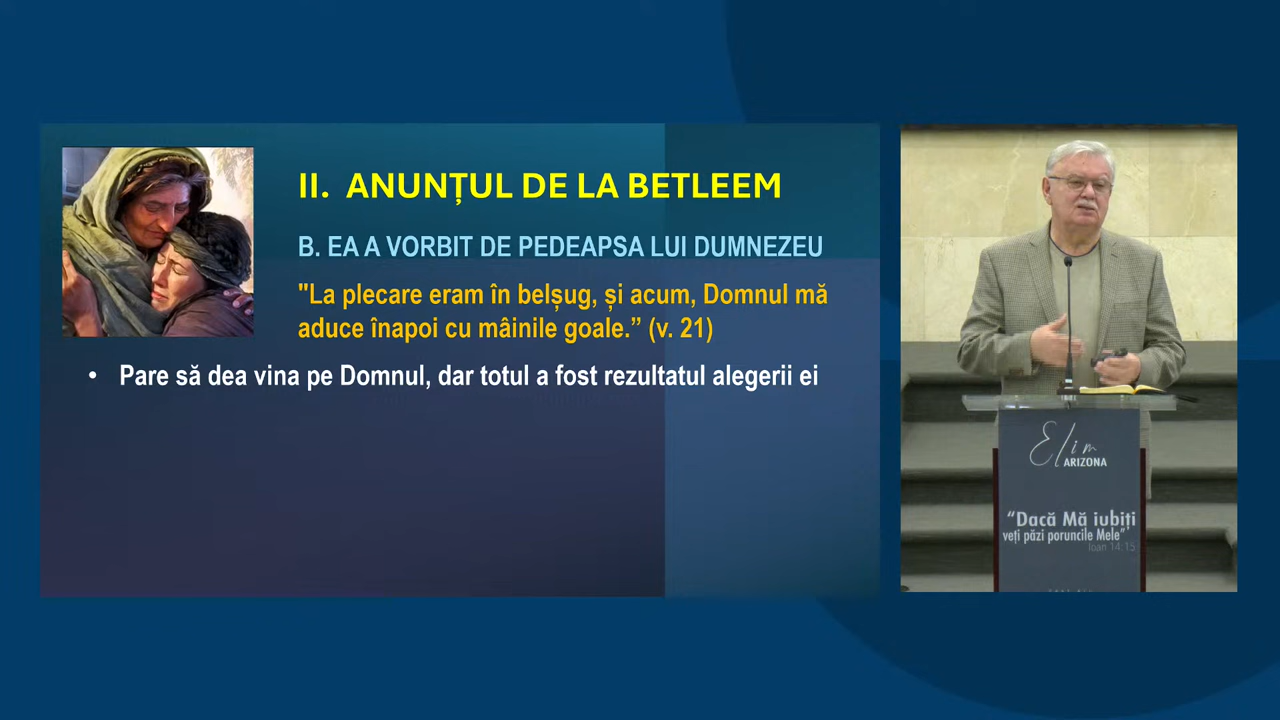 II. ANUNȚUL DE LA BETLEEM
B. EA A VORBIT DE PEDEAPSA LUI DUMNEZEU
"La plecare eram în belșug, și acum, Domnul mă
aduce înapoi cu mâinile goale.” (v. 21)
• Pare să dea vina pe Domnul, dar totul a fost rezultatul alegerii ei
Elim
ARIZONA
“Dacă Mă iubiți
veți păzi poruncile Mele”
Ioan 14:15